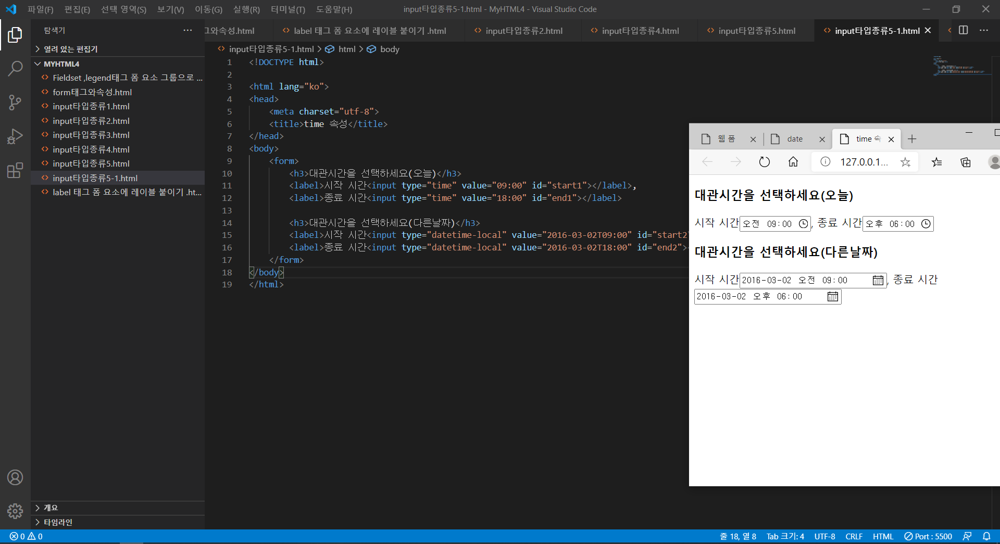 파일(F) 편집(E) 선택 영역(S) 보기(V) 이동(G) 실행(R) 터미널(T) 도움말(H)
input타입종류5-1.html - MyHTML4 - Visual Studio Code
탐색기
그와속성.html
label 태그 폼 요소에 레이블 붙이기 .html
input타입종류2.html
input타입종류4.html
input타입종류5.html
input타입종류5-1.html
열려 있는 편집기
MYHTML4
Fieldset ,legend태그 폼 요소 그룹으로 ...
form태그와속성.html
input타입종류1.html
input타입종류2.html
input타입종류3.html
input타입종류4.html
input타입종류5.html
input타입종류5-1.html
label 태그 폼 요소에 레이블 붙이기 .ht...
개요
타임라인
input타입종류5-1.html > html > body
1 <!DOCTYPE html>
2
3 <html lang="ko">
4 <head>
5 <meta charset="utf-8">
6 <title>time 속성</title>
7 </head>
8 <body>
9 <form>
10 <h3>대관시간을 선택하세요(오늘)</h3>
11 <label>시작 시간<input type="time" value="09:00" id="start1"></label>,
12 <label>종료 시간<input type="time" value="18:00" id="end1"></label>
13
14 <h3>대관시간을 선택하세요(다른날짜)</h3>
15 <label>시작 시간<input type="datetime-local" value="2016-03-02T09:00" id="start2"
16 <label>종료 시간<input type="datetime-local" value="2016-03-02T18:00" id="end2">
17 </form>
18 </body>
19 </html>
웹 폼
date
time 속
127.0.0.1...
대관시간을 선택하세요(오늘)
시작 시간 오전 09:00 , 종료 시간 오후 06:00
대관시간을 선택하세요(다른날짜)
시작 시간 2016-03-02 오전 09:00 , 종료 시간
2016-03-02 오후 06:00
0 0
줄 18, 열 8 Tab 크기: 4 UTF-8 CRLF HTML Port : 5500